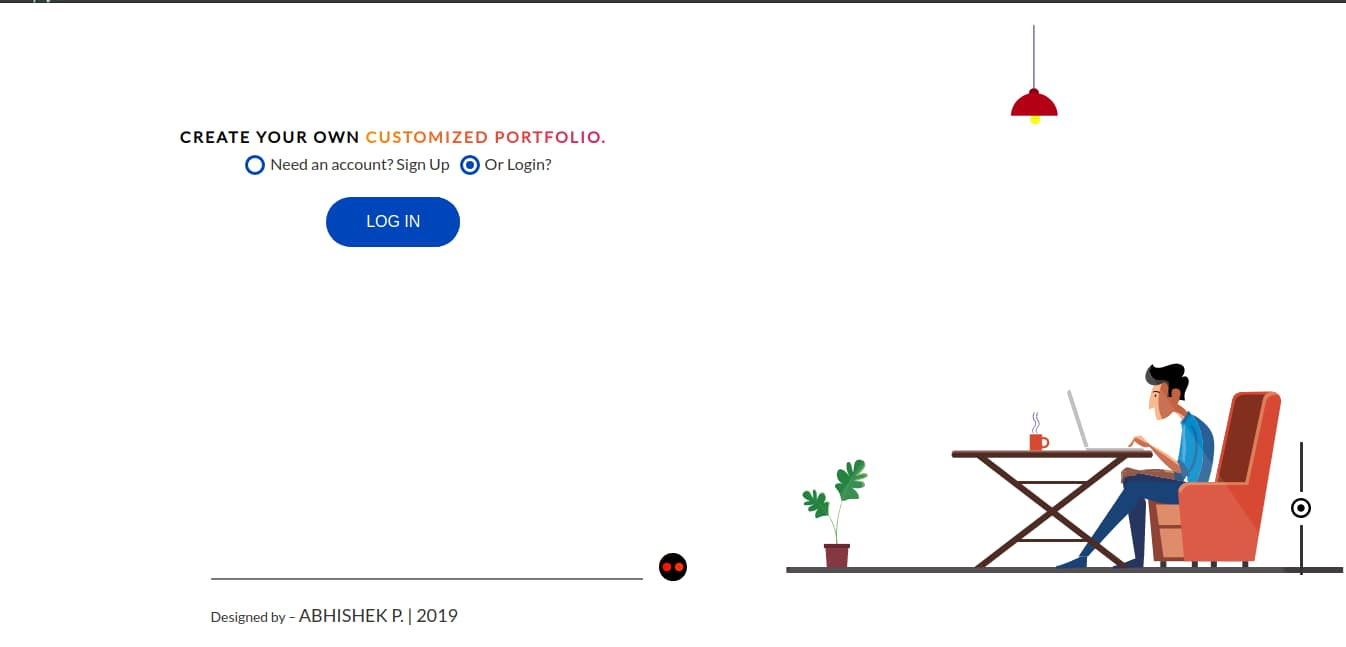 CREATE YOUR OWN CUSTOMIZED PORTFOLIO.
Need an account? Sign Up Or Login?
LOG IN
Designed by - ABHISHEK P. | 2019